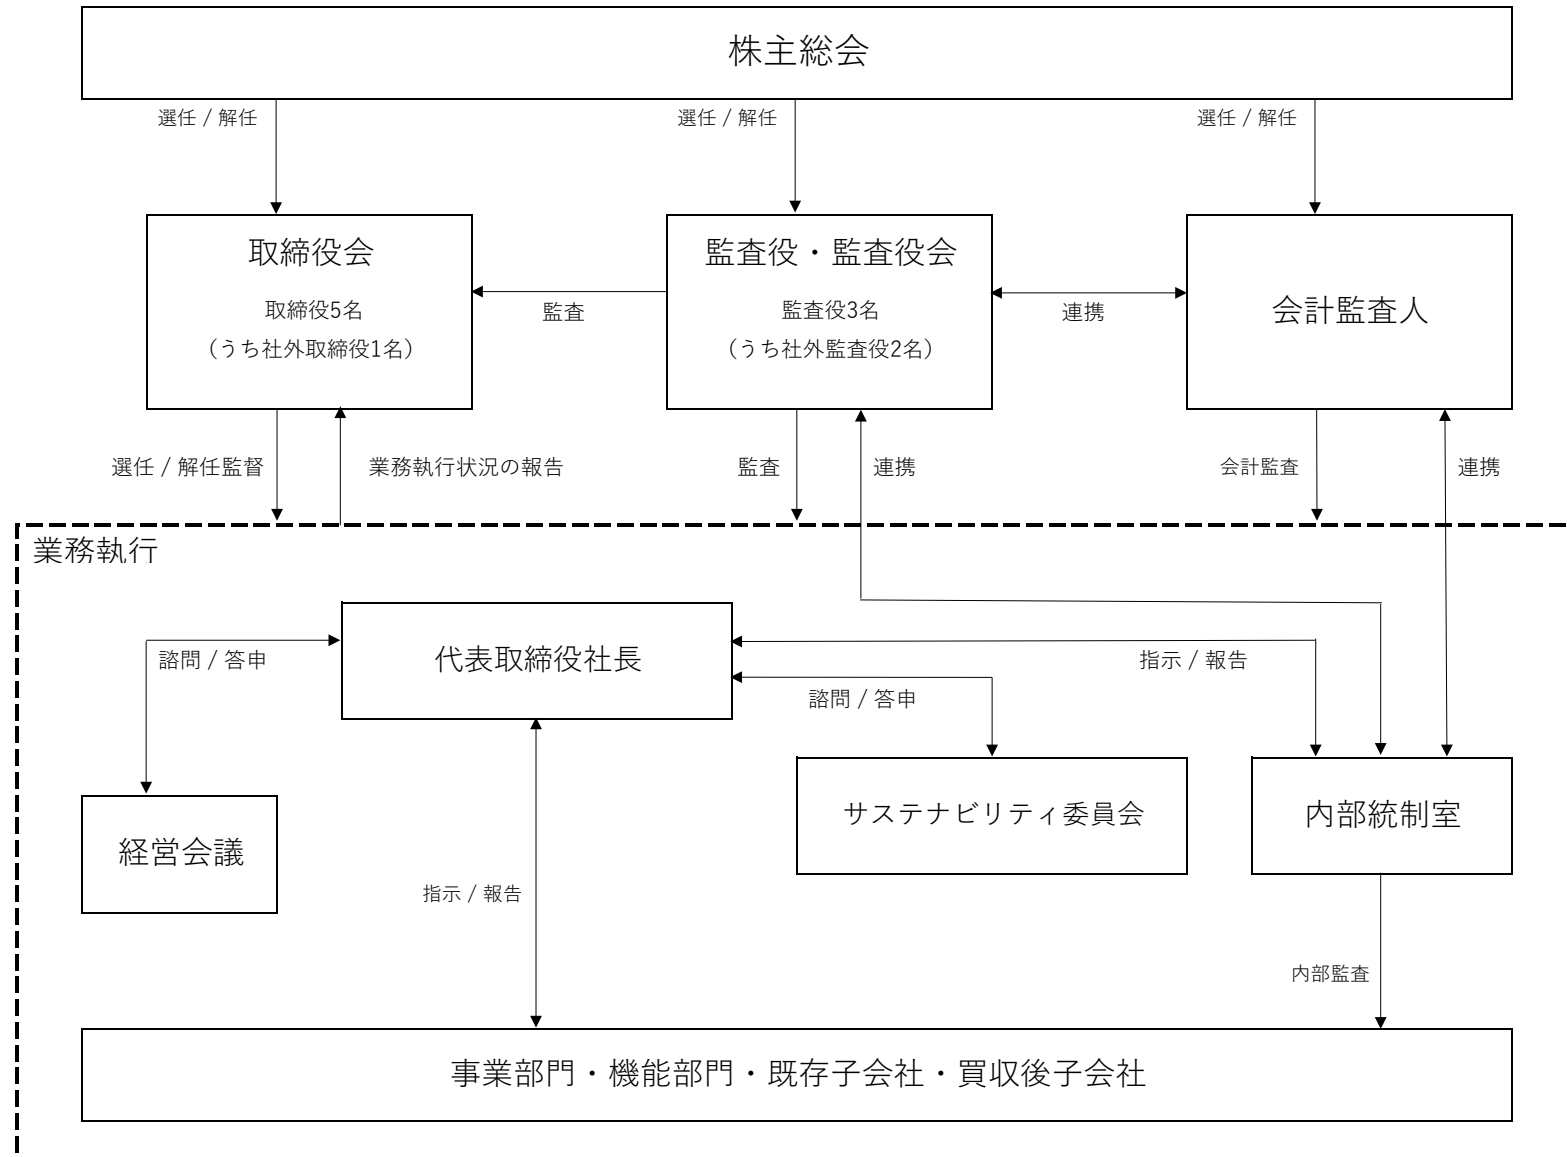 株主総会
選任 / 解任
選任 / 解任
選任 / 解任
取締役会
取締役5名
（うち社外取締役1名）
監査
監査役・監査役会
監査役3名
（うち社外監査役2名）
連携
会計監査人
選任 / 解任監督
業務執行状況の報告
監査
連携
会計監査
連携
業務執行
代表取締役社長
諮問 / 答申
指示 / 報告
諮問 / 答申
経営会議
サステナビリティ委員会
内部統制室
指示 / 報告
内部監査
事業部門・機能部門・既存子会社・買収後子会社